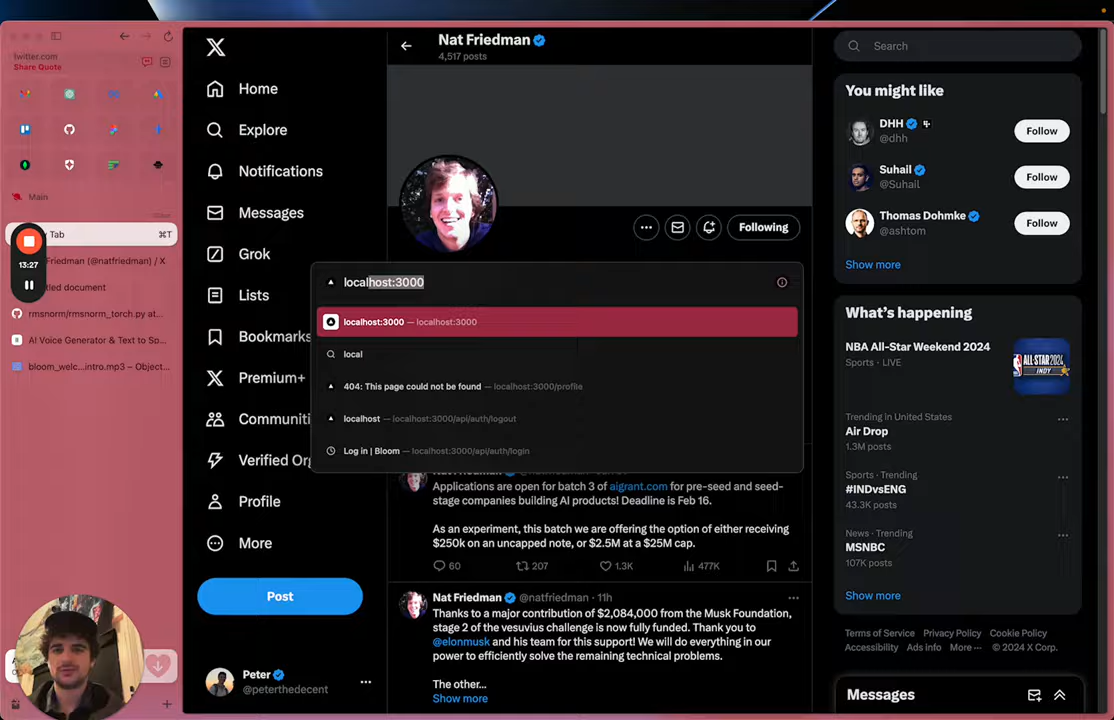 twitter.com
Share Quote
Main
Tab
⌘T
Friedman (@natfriedman) / X
tled document
rmsnorm/rmsnorm_torch.py at...
AI Voice Generator & Text to Sp...
bloom_welc...intro.mp3 – Object...
13:27
Home
Explore
Notifications
Messages
Grok
Lists
Bookmarks
Premium+
Communiti
Verified Org
Profile
More
Post
Peter
@peterthedecent
Nat Friedman
4,517 posts
Following
localhost:3000
localhost:3000 — localhost:3000
local
404: This page could not be found — localhost:3000/profile
localhost — localhost:3000/api/auth/logout
Log in | Bloom — localhost:3000/api/auth/login
Applications are open for batch 3 of aigrant.com for pre-seed and seed-
stage companies building AI products! Deadline is Feb 16.
As an experiment, this batch we are offering the option of either receiving
$250k on an uncapped note, or $2.5M at a $25M cap.
60 207 1.3K 477K
Nat Friedman @natfriedman · 11h
Thanks to a major contribution of $2,084,000 from the Musk Foundation,
stage 2 of the vesuvius challenge is now fully funded. Thank you to
@elonmusk and his team for this support! We will do everything in our
power to efficiently solve the remaining technical problems.
The other...
Show more
Search
You might like
DHH
@dhh
Follow
Suhail
@Suhail
Follow
Thomas Dohmke
@ashtom
Follow
Show more
What's happening
NBA All-Star Weekend 2024
Sports · LIVE
ALL-STAR 2024
INDY
Trending in United States
Air Drop
1.3M posts
Sports · Trending
#INDvsENG
43.3K posts
News · Trending
MSNBC
107K posts
Show more
Terms of Service Privacy Policy Cookie Policy
Accessibility Ads info More ··· © 2024 X Corp.
Messages